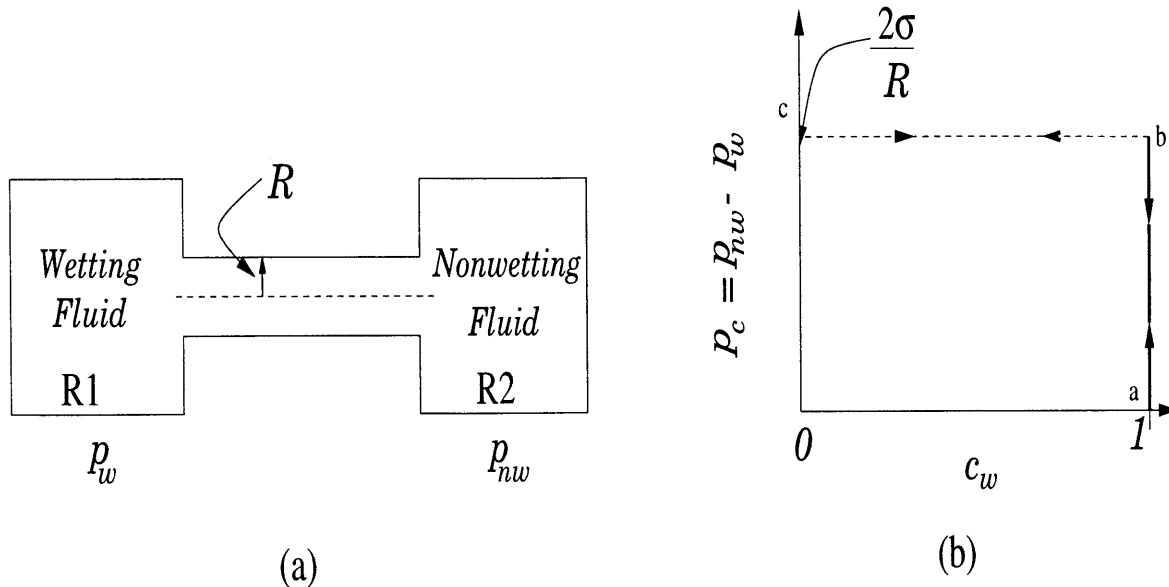 R
Wetting
Fluid
R1
Nonwetting
Fluid
R2
p_w
p_nw
(a)
2σ
R
c
b
p_c = p_nw - p_w
a
0
1
c_w
(b)